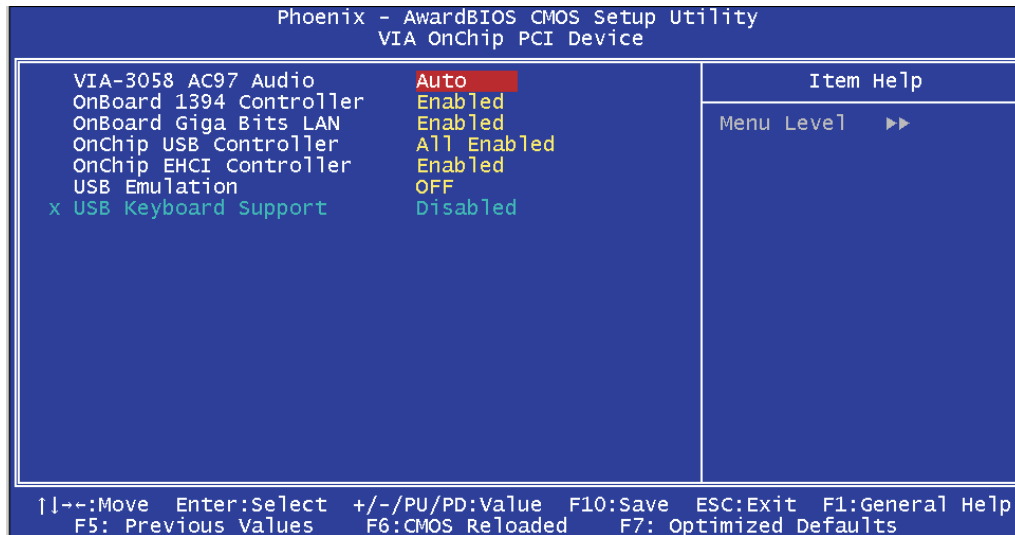 Phoenix - AwardBIOS CMOS Setup Utility
VIA OnChip PCI Device
VIA-3058 AC97 Audio Auto
OnBoard 1394 Controller Enabled
OnBoard Giga Bits LAN Enabled
OnChip USB Controller All Enabled
OnChip EHCI Controller Enabled
USB Emulation OFF
x USB Keyboard Support Disabled
Item Help
Menu Level ▶▶
↑↓→←:Move Enter:Select +/-/PU/PD:Value F10:Save ESC:Exit F1:General Help
F5: Previous Values F6:CMOS Reloaded F7: Optimized Defaults